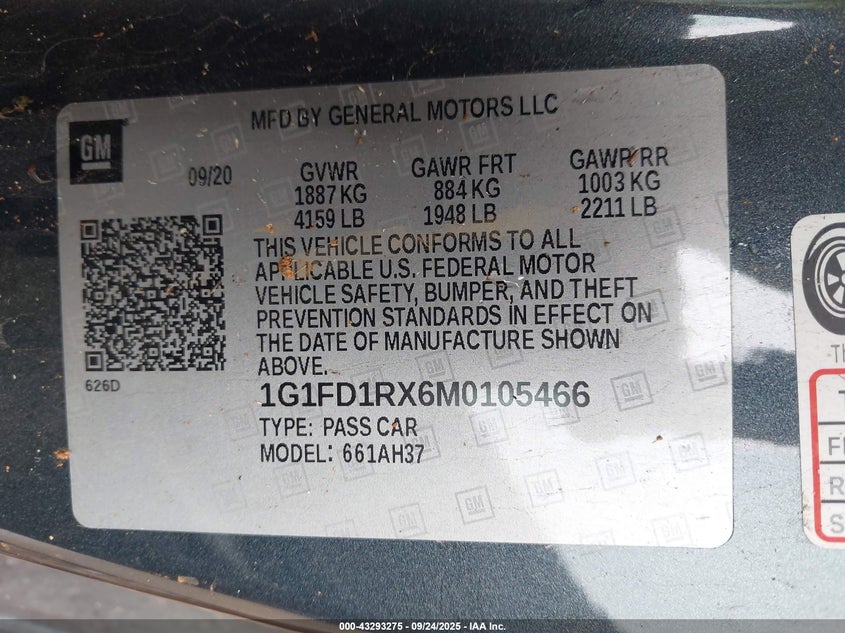 MFD BY GENERAL MOTORS LLC
GM
09/20
GVWR GAWR FRT GAWR RR
1887 KG 884 KG 1003 KG
4159 LB 1948 LB 2211 LB
THIS VEHICLE CONFORMS TO ALL
APPLICABLE U.S. FEDERAL MOTOR
VEHICLE SAFETY, BUMPER, AND THEFT
PREVENTION STANDARDS IN EFFECT ON
THE DATE OF MANUFACTURE SHOWN
ABOVE.
626D
1G1FD1RX6M0105466
TYPE: PASS CAR
MODEL: 661AH37
000-43293275 - 09/24/2025 - IAA Inc.